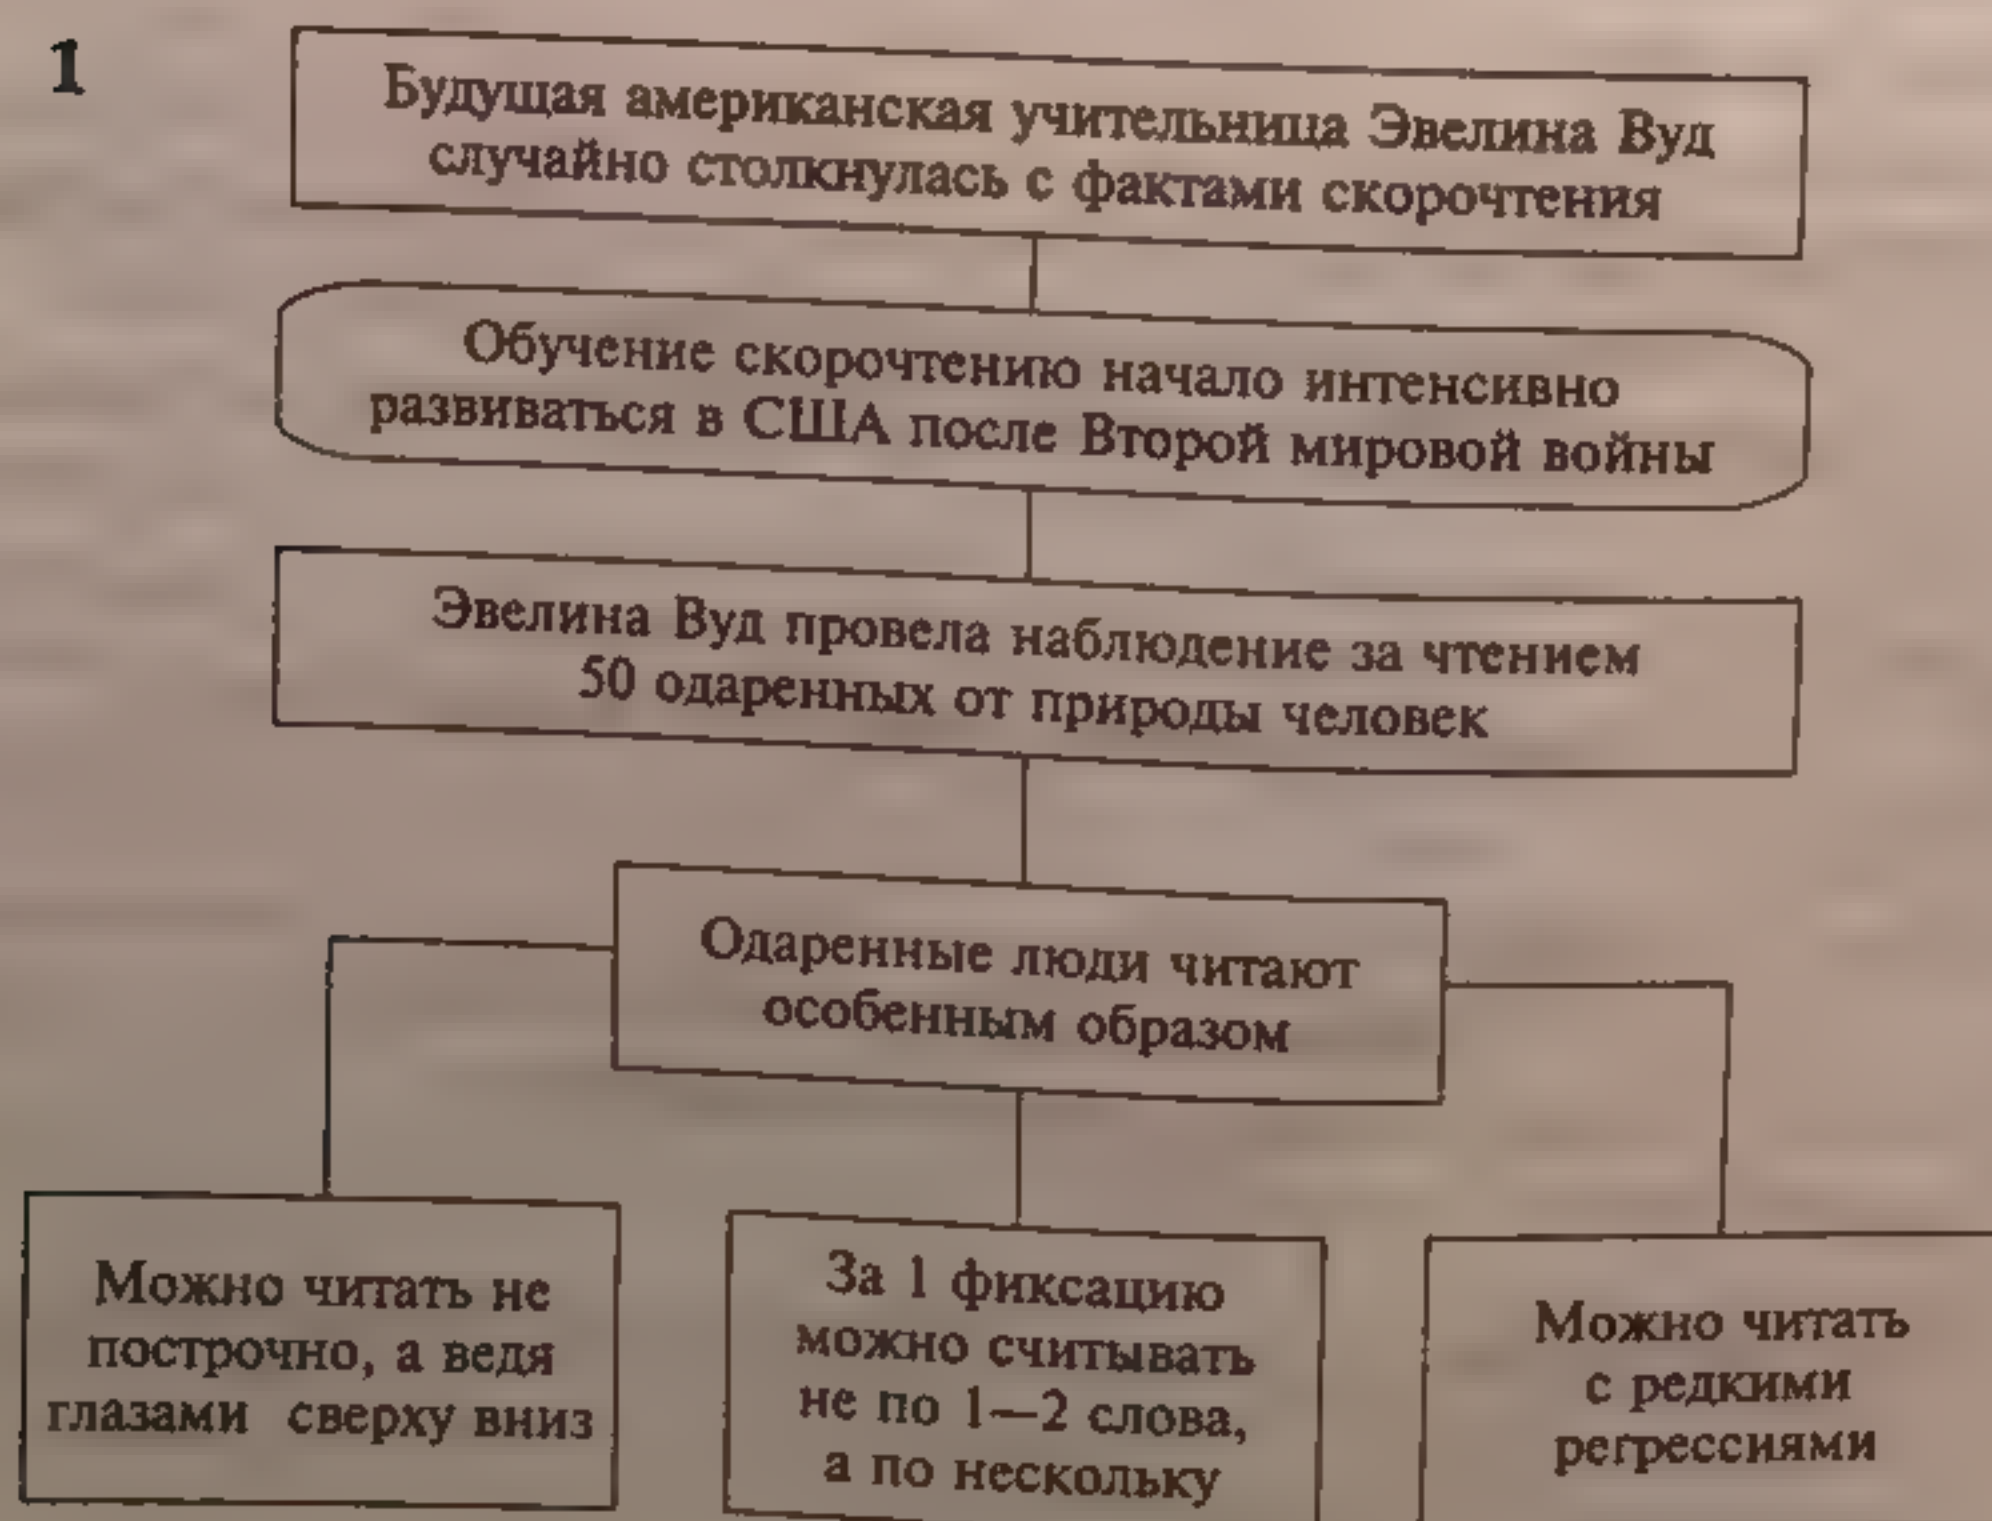 1
Будущая американская учительница Эвелина Вуд
случайно столкнулась с фактами скорочтения
Обучение скорочтению начало интенсивно
развиваться в США после Второй мировой войны
Эвелина Вуд провела наблюдение за чтением
50 одаренных от природы человек
Одаренные люди читают
особенным образом
Можно читать не
построчно, а ведя
глазами сверху вниз
За 1 фиксацию
можно считывать
не по 1—2 слова,
а по нескольку
Можно читать
с редкими
регрессиями